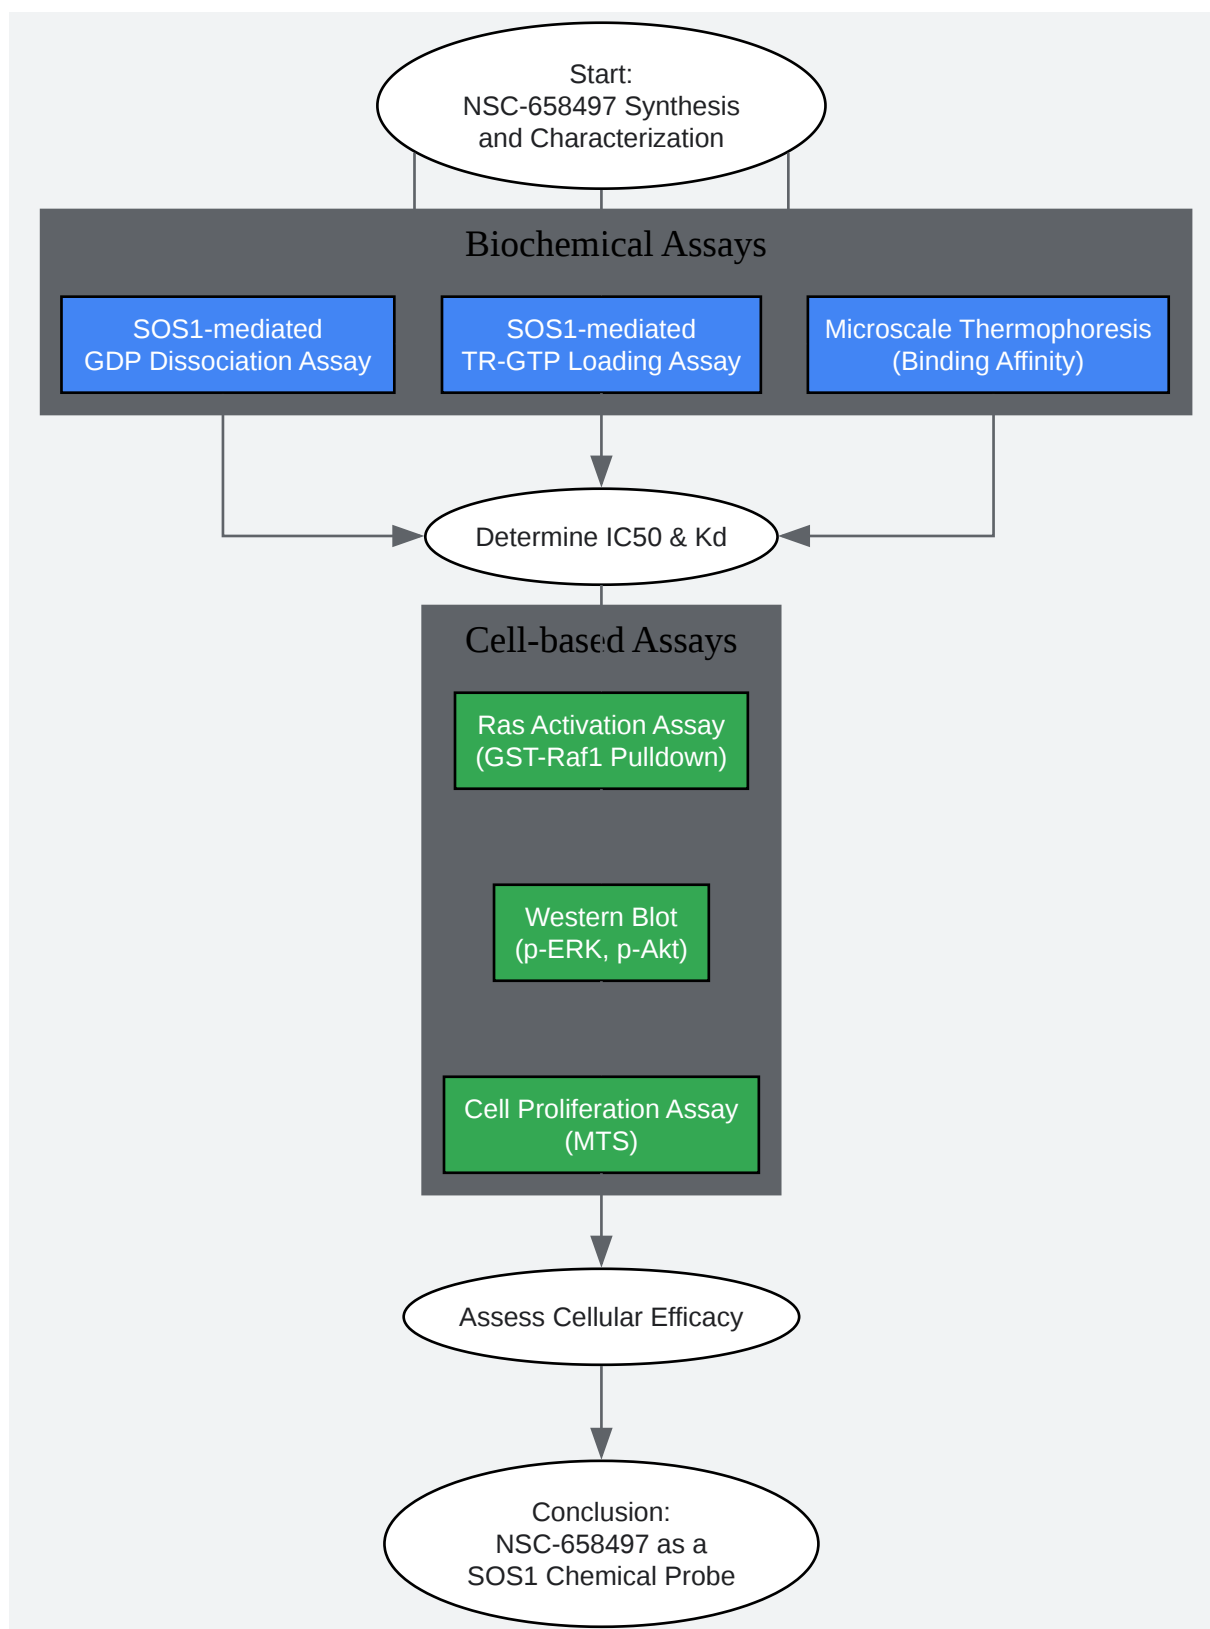 Start:
NSC-658497 Synthesis
and Characterization
Biochemical Assays
SOS1-mediated
GDP Dissociation Assay
SOS1-mediated
TR-GTP Loading Assay
Microscale Thermophoresis
(Binding Affinity)
Determine IC50 & Kd
Cell-based Assays
Ras Activation Assay
(GST-Raf1 Pulldown)
Western Blot
(p-ERK, p-Akt)
Cell Proliferation Assay
(MTS)
Assess Cellular Efficacy
Conclusion:
NSC-658497 as a
SOS1 Chemical Probe